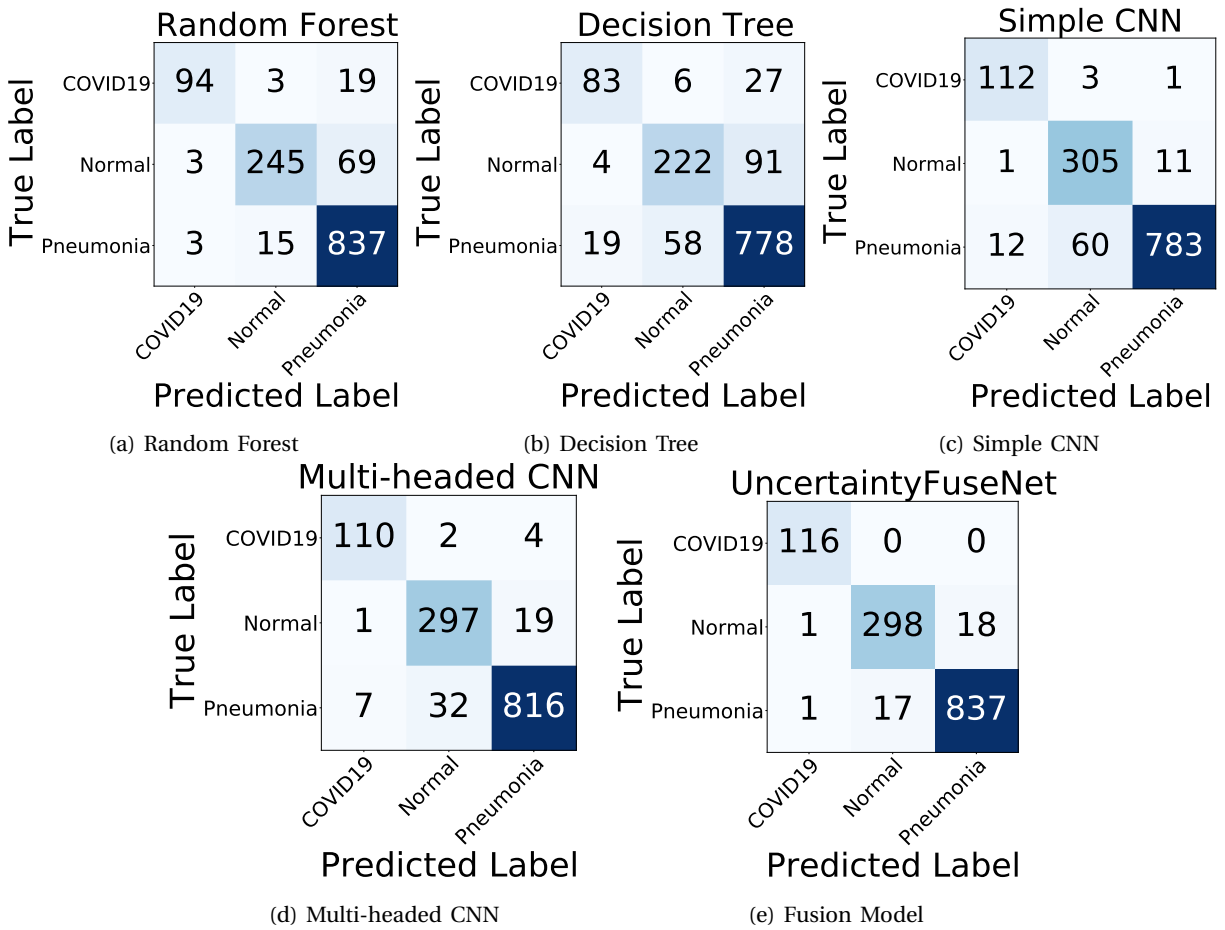 Random Forest
True Label
COVID19 94 3 19
Normal 3 245 69
Pneumonia 3 15 837
COVID19 Normal Pneumonia
Predicted Label
(a) Random Forest
Decision Tree
True Label
COVID19 83 6 27
Normal 4 222 91
Pneumonia 19 58 778
COVID19 Normal Pneumonia
Predicted Label
(b) Decision Tree
Simple CNN
True Label
COVID19 112 3 1
Normal 1 305 11
Pneumonia 12 60 783
COVID19 Normal Pneumonia
Predicted Label
(c) Simple CNN
Multi-headed CNN
True Label
COVID19 110 2 4
Normal 1 297 19
Pneumonia 7 32 816
COVID19 Normal Pneumonia
Predicted Label
(d) Multi-headed CNN
UncertaintyFuseNet
True Label
COVID19 116 0 0
Normal 1 298 18
Pneumonia 1 17 837
COVID19 Normal Pneumonia
Predicted Label
(e) Fusion Model